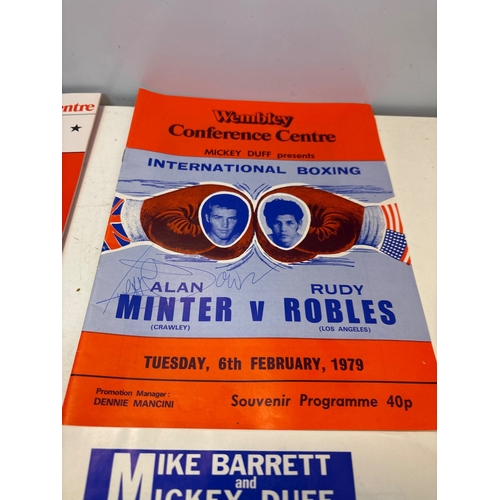 entre
Wembley
Conference Centre
MICKEY DUFF presents
INTERNATIONAL BOXING
ALAN
RUDY
MINTER v ROBLES
(CRAWLEY)
(LOS ANGELES)
TUESDAY, 6th FEBRUARY, 1979
Promotion Manager:
DENNIE MANCINI
Souvenir Programme 40p
MIKE BARRETT
and
MICKEY DUFF